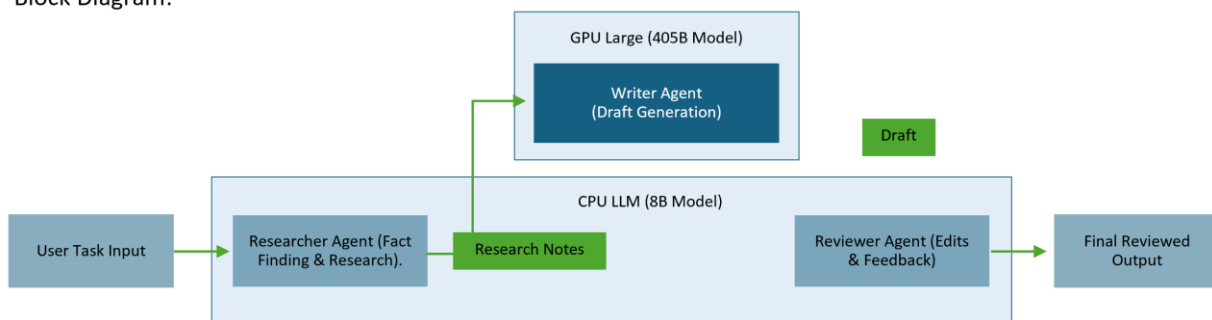 Block Diagram:
GPU Large (405B Model)
Writer Agent
(Draft Generation)
Draft
CPU LLM (8B Model)
User Task Input
Researcher Agent (Fact
Finding & Research).
Research Notes
Reviewer Agent (Edits
& Feedback)
Final Reviewed
Output